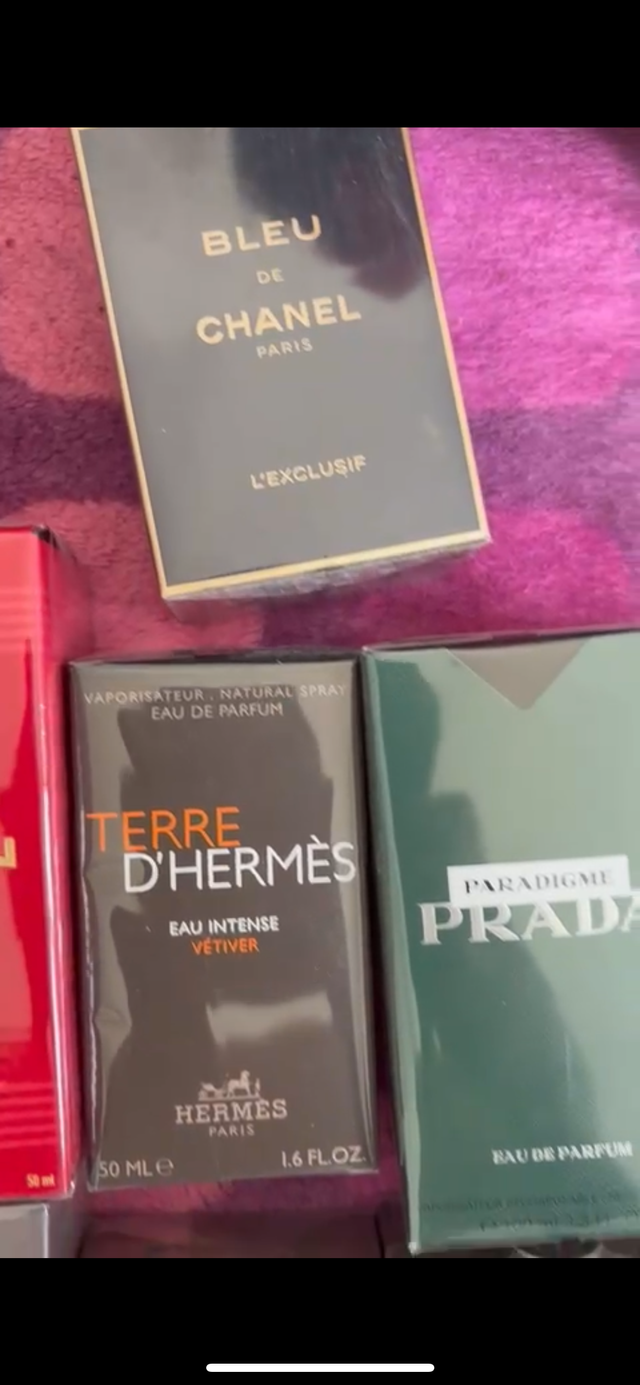 BLEU
DE
CHANEL
PARIS
L'EXCLUSIF
VAPORISATEUR . NATURAL SPRAY
EAU DE PARFUM
TERRE
D'HERMÈS
EAU INTENSE
VÉTIVER
HERMÈS
PARIS
50 ML e 1.6 FL.OZ.
50 ml
PARADIGME
PRADA
EAU DE PARFUM